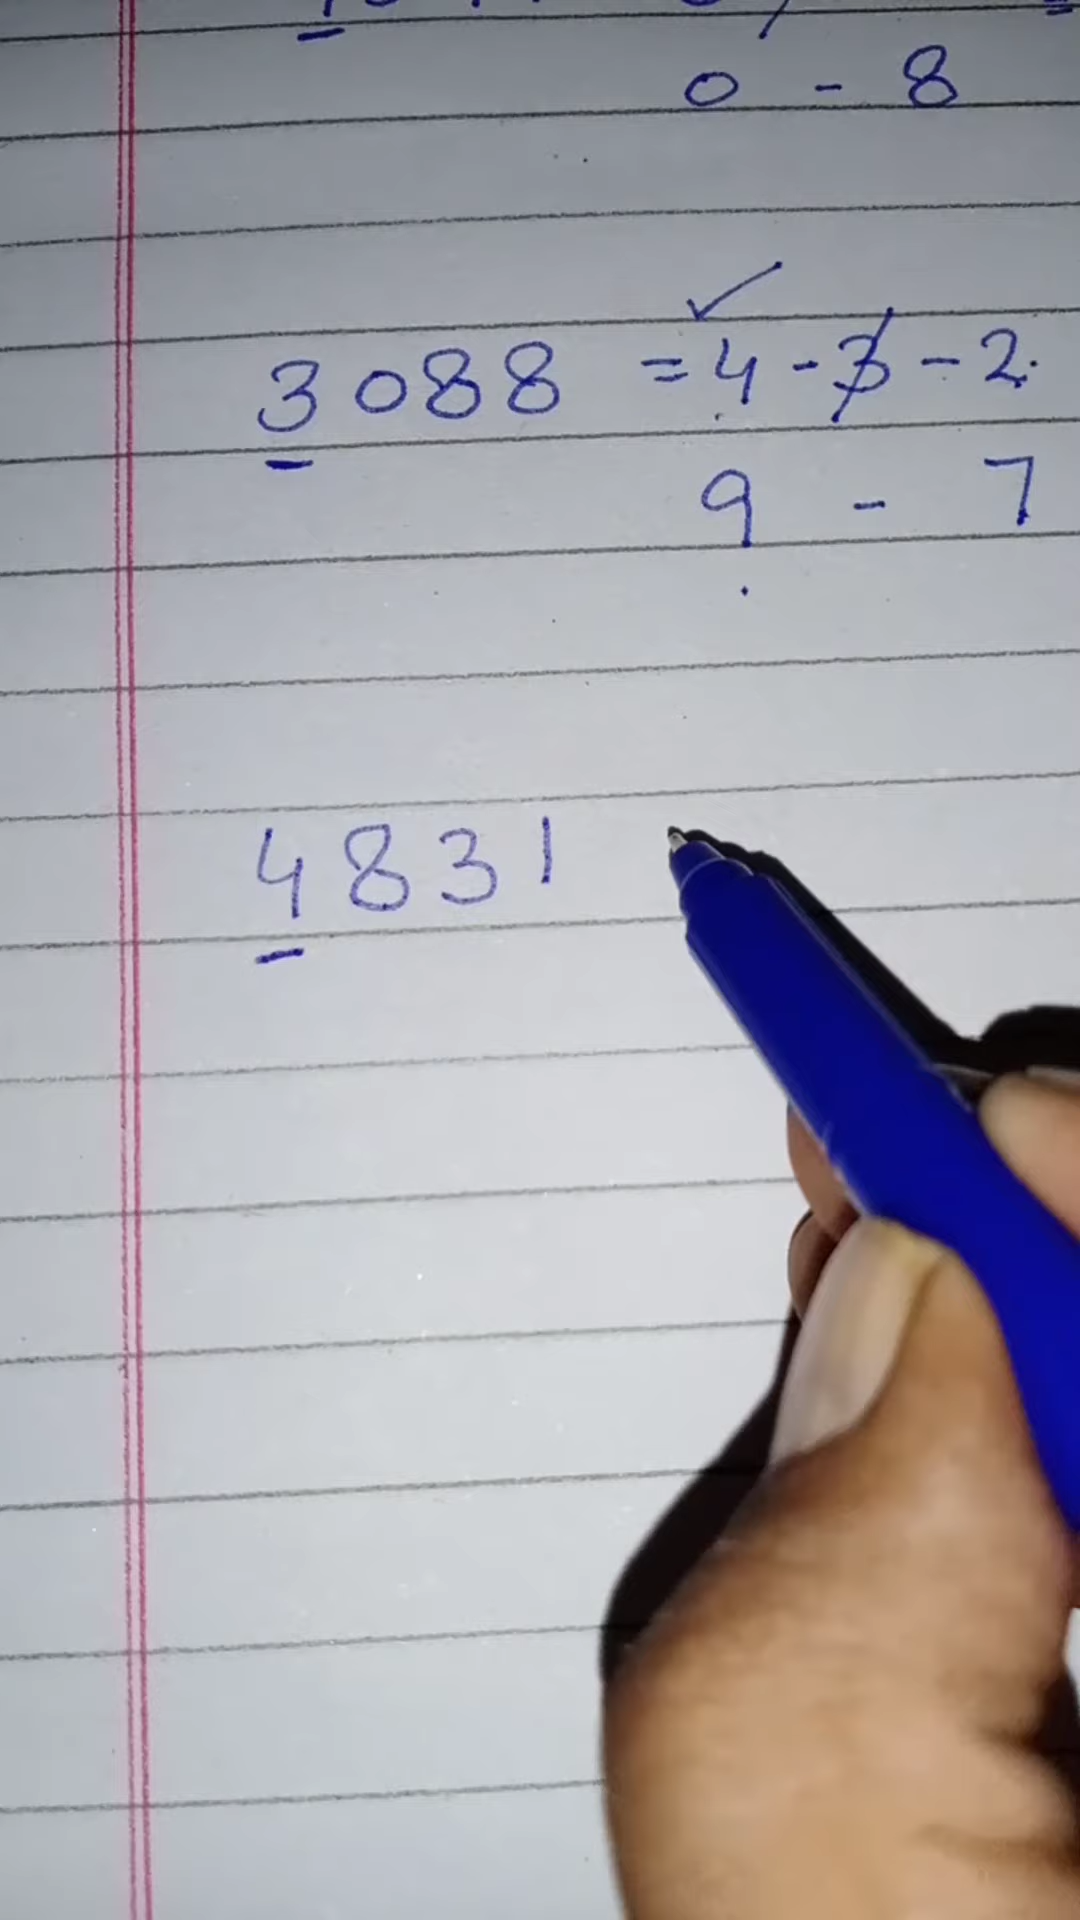 0 - 8
3088 = 4 - 3 - 2.
9 - 7
4831